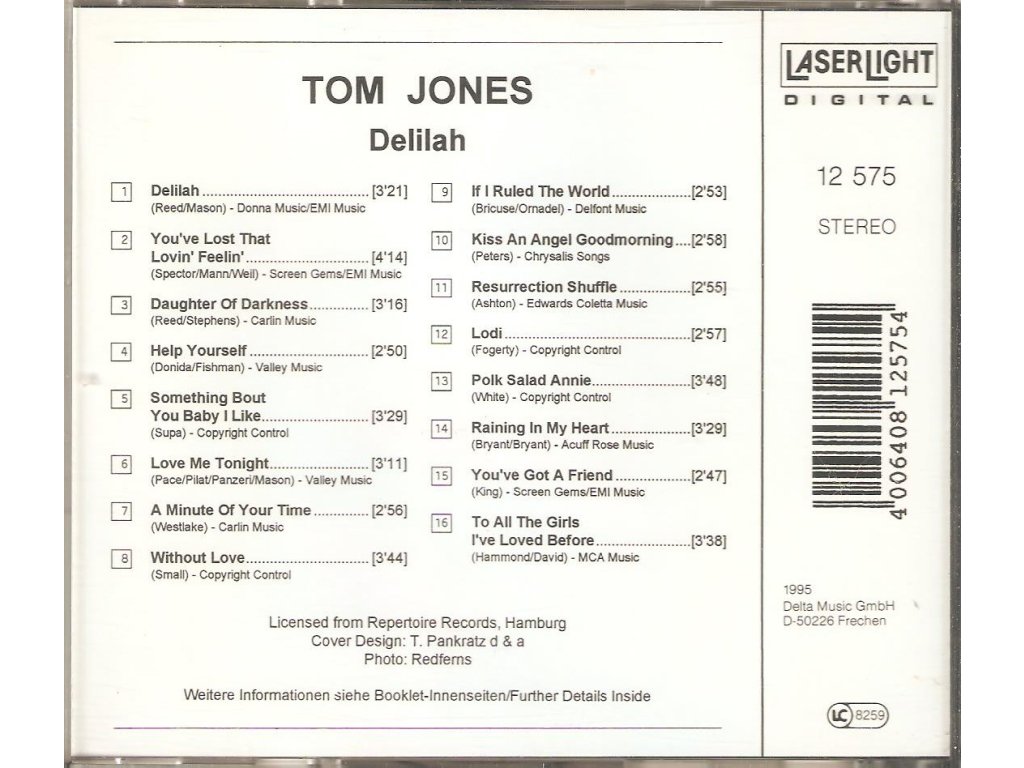 TOM JONES
Delilah
1 Delilah [3'21]
(Reed/Mason) - Donna Music/EMI Music
2 You've Lost That
Lovin' Feelin' [4'14]
(Spector/Mann/Weil) - Screen Gems/EMI Music
3 Daughter Of Darkness [3'16]
(Reed/Stephens) - Carlin Music
4 Help Yourself [2'50]
(Donida/Fishman) - Valley Music
5 Something Bout
You Baby I Like [3'29]
(Supa) - Copyright Control
6 Love Me Tonight [3'11]
(Pace/Pilat/Panzeri/Mason) - Valley Music
7 A Minute Of Your Time [2'56]
(Westlake) - Carlin Music
8 Without Love [3'44]
(Small) - Copyright Control
9 If I Ruled The World [2'53]
(Bricuse/Ornadel) - Delfont Music
10 Kiss An Angel Goodmorning [2'58]
(Peters) - Chrysalis Songs
11 Resurrection Shuffle [2'55]
(Ashton) - Edwards Coletta Music
12 Lodi [2'57]
(Fogerty) - Copyright Control
13 Polk Salad Annie [3'48]
(White) - Copyright Control
14 Raining In My Heart [3'29]
(Bryant/Bryant) - Acuff Rose Music
15 You've Got A Friend [2'47]
(King) - Screen Gems/EMI Music
16 To All The Girls
I've Loved Before [3'38]
(Hammond/David) - MCA Music
Licensed from Repertoire Records, Hamburg
Cover Design: T. Pankratz d & a
Photo: Redferns
Weitere Informationen siehe Booklet-Innenseiten/Further Details Inside
LASERLIGHT
DIGITAL
12 575
STEREO
4 006408 125754
1995
Delta Music GmbH
D-50226 Frechen
LC 8259